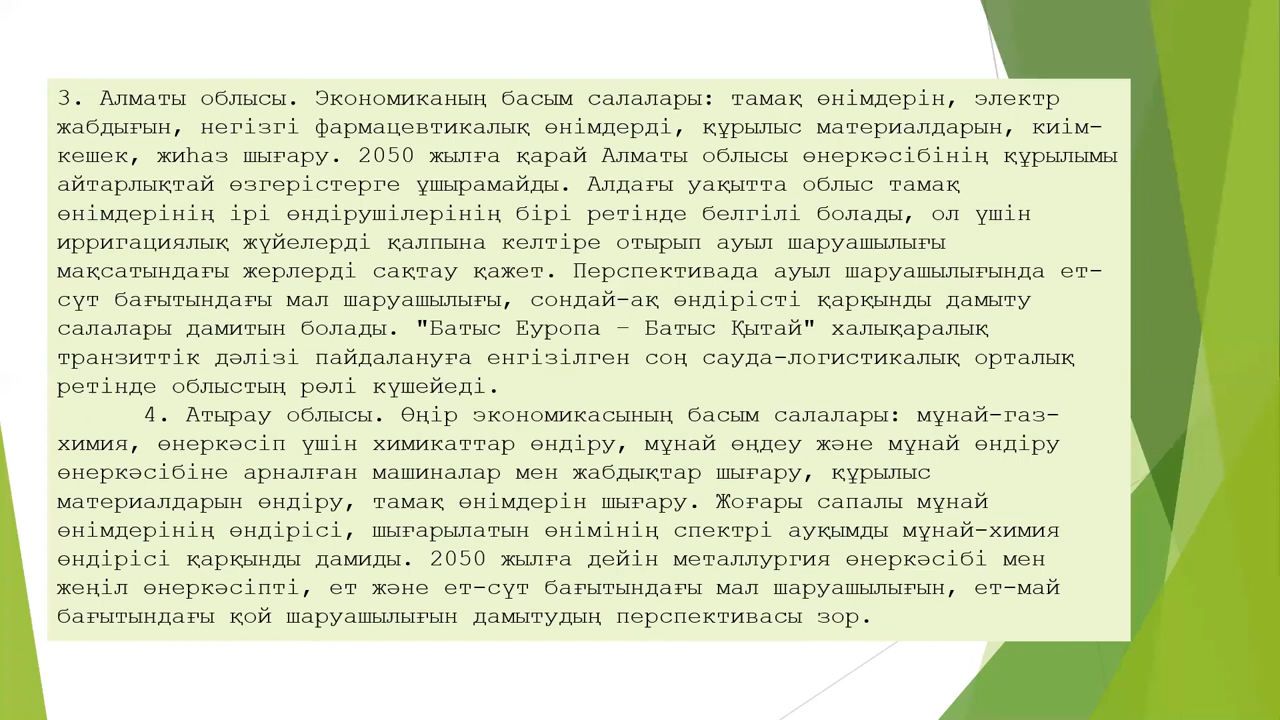 3. Алматы облысы. Экономиканың басым салалары: тамақ өнімдерін, электр
жабдығын, негізгі фармацевтикалық өнімдерді, құрылыс материалдарын, киім-
кешек, жиһаз шығару. 2050 жылға қарай Алматы облысы өнеркәсібінің құрылымы
айтарлықтай өзгерістерге ұшырамайды. Алдағы уақытта облыс тамақ
өнімдерінің ірі өндірушілерінің бірі ретінде белгілі болады, ол үшін
ирригациялық жүйелерді қалпына келтіре отырып ауыл шаруашылығы
мақсатындағы жерлерді сақтау қажет. Перспективада ауыл шаруашылығында ет-
сүт бағытындағы мал шаруашылығы, сондай-ақ өндірісті қарқынды дамыту
салалары дамитын болады. "Батыс Еуропа – Батыс Қытай" халықаралық
транзиттік дәлізі пайдалануға енгізілген соң сауда-логистикалық орталық
ретінде облыстың рөлі күшейеді.
4. Атырау облысы. Өңір экономикасының басым салалары: мұнай-газ-
химия, өнеркәсіп үшін химикаттар өндіру, мұнай өңдеу және мұнай өндіру
өнеркәсібіне арналған машиналар мен жабдықтар шығару, құрылыс
материалдарын өндіру, тамақ өнімдерін шығару. Жоғары сапалы мұнай
өнімдерінің өндірісі, шығарылатын өнімінің спектрі ауқымды мұнай-химия
өндірісі қарқынды дамиды. 2050 жылға дейін металлургия өнеркәсібі мен
жеңіл өнеркәсіпті, ет және ет-сүт бағытындағы мал шаруашылығын, ет-май
бағытындағы қой шаруашылығын дамытудың перспективасы зор.